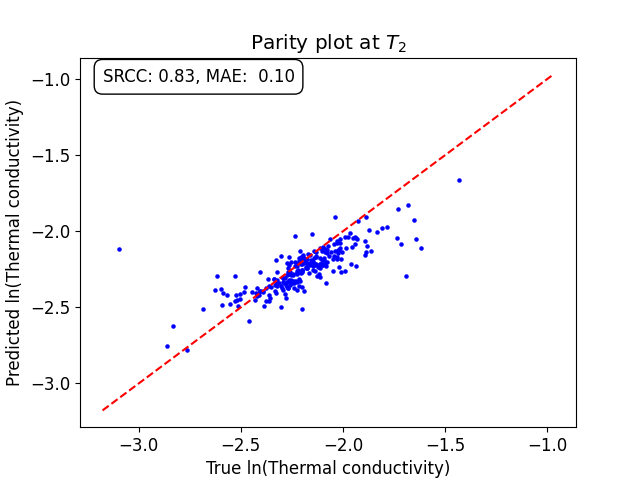 Parity plot at T₂
SRCC: 0.83, MAE:  0.10
Predicted ln(Thermal conductivity)
−1.0
−1.5
−2.0
−2.5
−3.0
−3.0 −2.5 −2.0 −1.5 −1.0
True ln(Thermal conductivity)